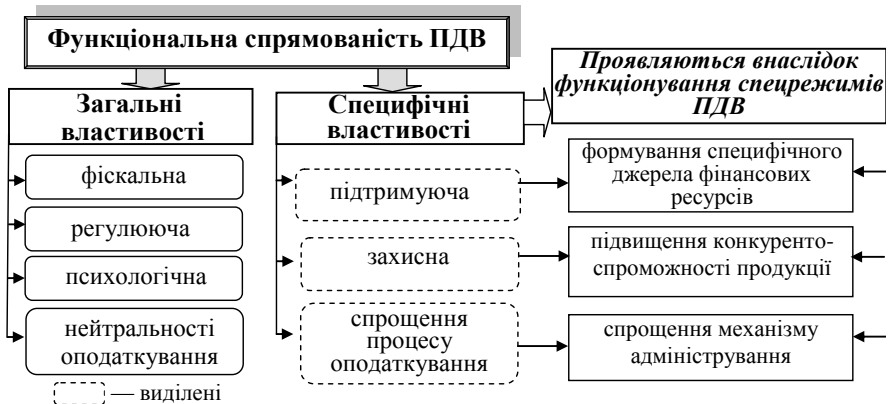 Функціональна спрямованість ПДВ
Проявляються внаслідок
функціонування спецрежимів
ПДВ
Загальні
властивості
Специфічні
властивості
фіскальна
регулююча
психологічна
нейтральності
оподаткування
підтримуюча
захисна
спрощення
процесу
оподаткування
формування специфічного
джерела фінансових
ресурсів
підвищення конкуренто-
спроможності продукції
спрощення механізму
адміністрування
— виділені